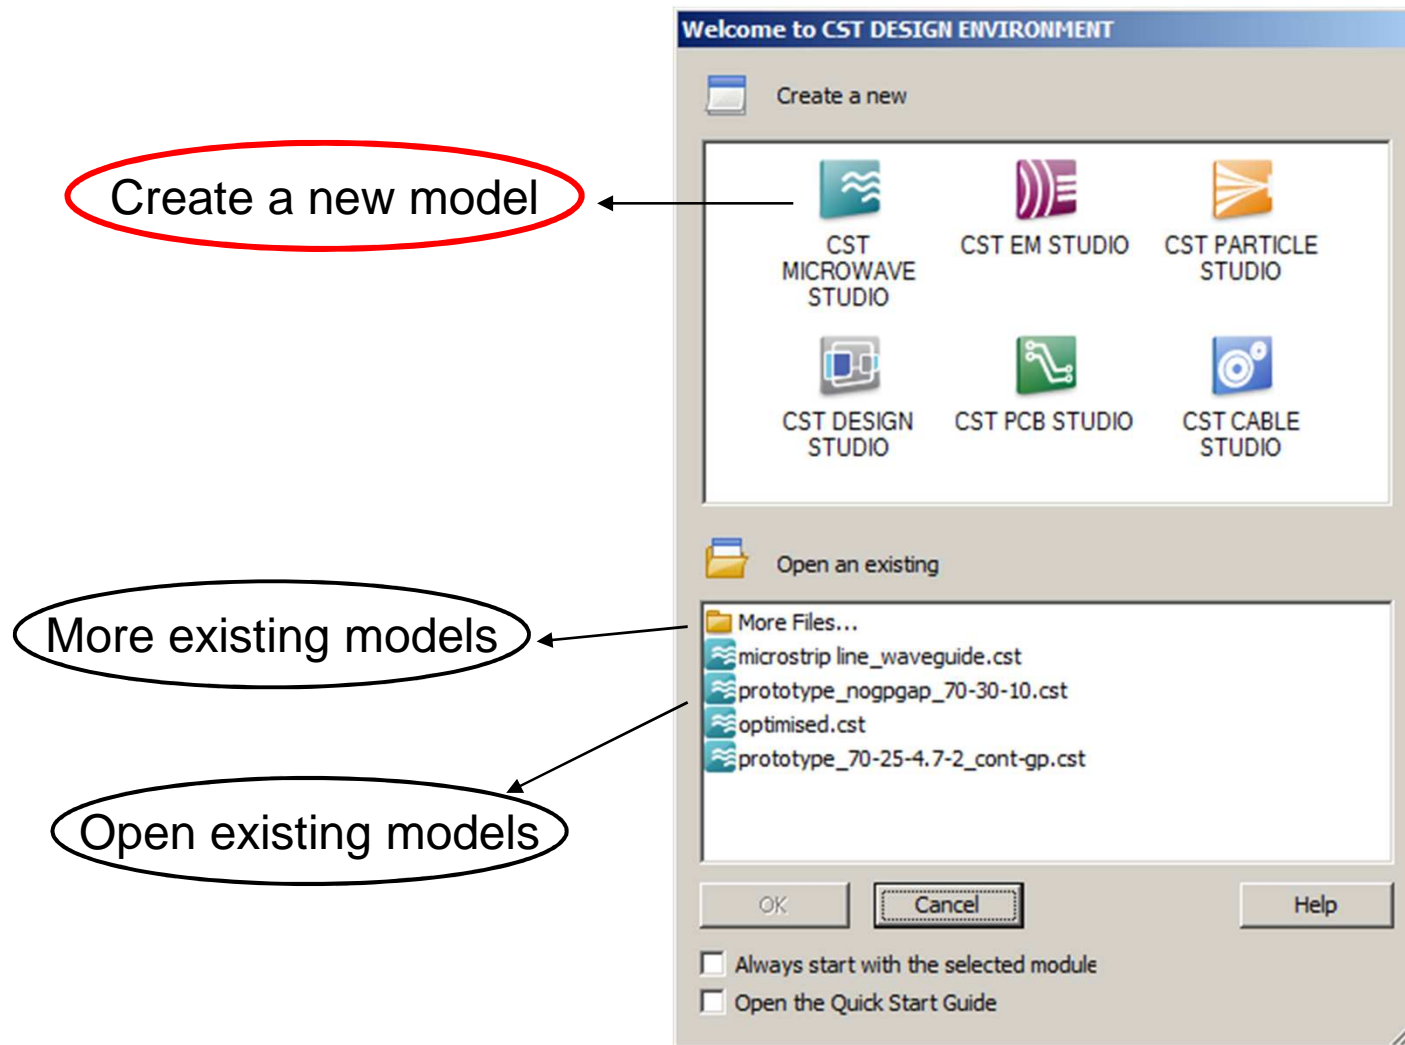 Welcome to CST DESIGN ENVIRONMENT
Create a new
Create a new model
CST
MICROWAVE
STUDIO
CST EM STUDIO
CST PARTICLE
STUDIO
CST DESIGN
STUDIO
CST PCB STUDIO
CST CABLE
STUDIO
Open an existing
More existing models
More Files...
microstrip line_waveguide.cst
prototype_nogpgap_70-30-10.cst
optimised.cst
prototype_70-25-4.7-2_cont-gp.cst
Open existing models
OK
Cancel
Help
Always start with the selected module
Open the Quick Start Guide